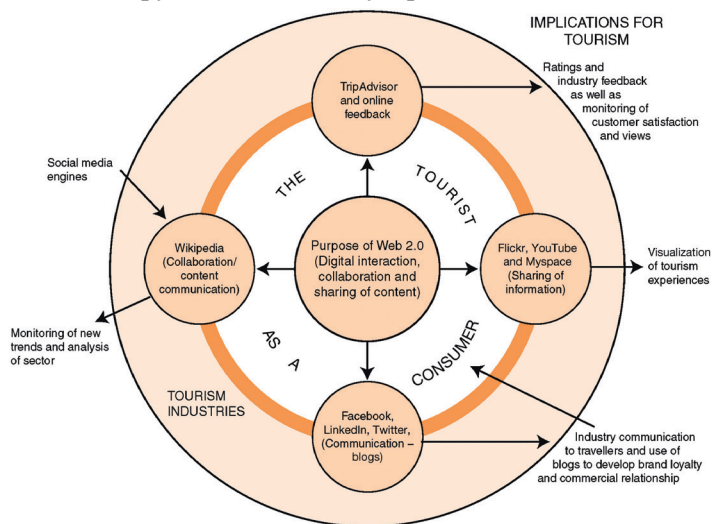 IMPLICATIONS FOR
TOURISM
TripAdvisor
and online
feedback
Ratings and
industry feedback
as well as
monitoring of
customer satisfaction
and views
Social media
engines
THE
TOURIST
Wikipedia
(Collaboration/
content
communication)
Purpose of Web 2.0
(Digital interaction,
collaboration and
sharing of content)
Flickr, YouTube
and Myspace
(Sharing of
information)
Visualization
of tourism
experiences
Monitoring of new
trends and analysis
of sector
AS A
CONSUMER
TOURISM
INDUSTRIES
Facebook,
LinkedIn, Twitter,
(Communication –
blogs)
Industry communication
to travellers and use of
blogs to develop brand loyalty
and commercial relationship